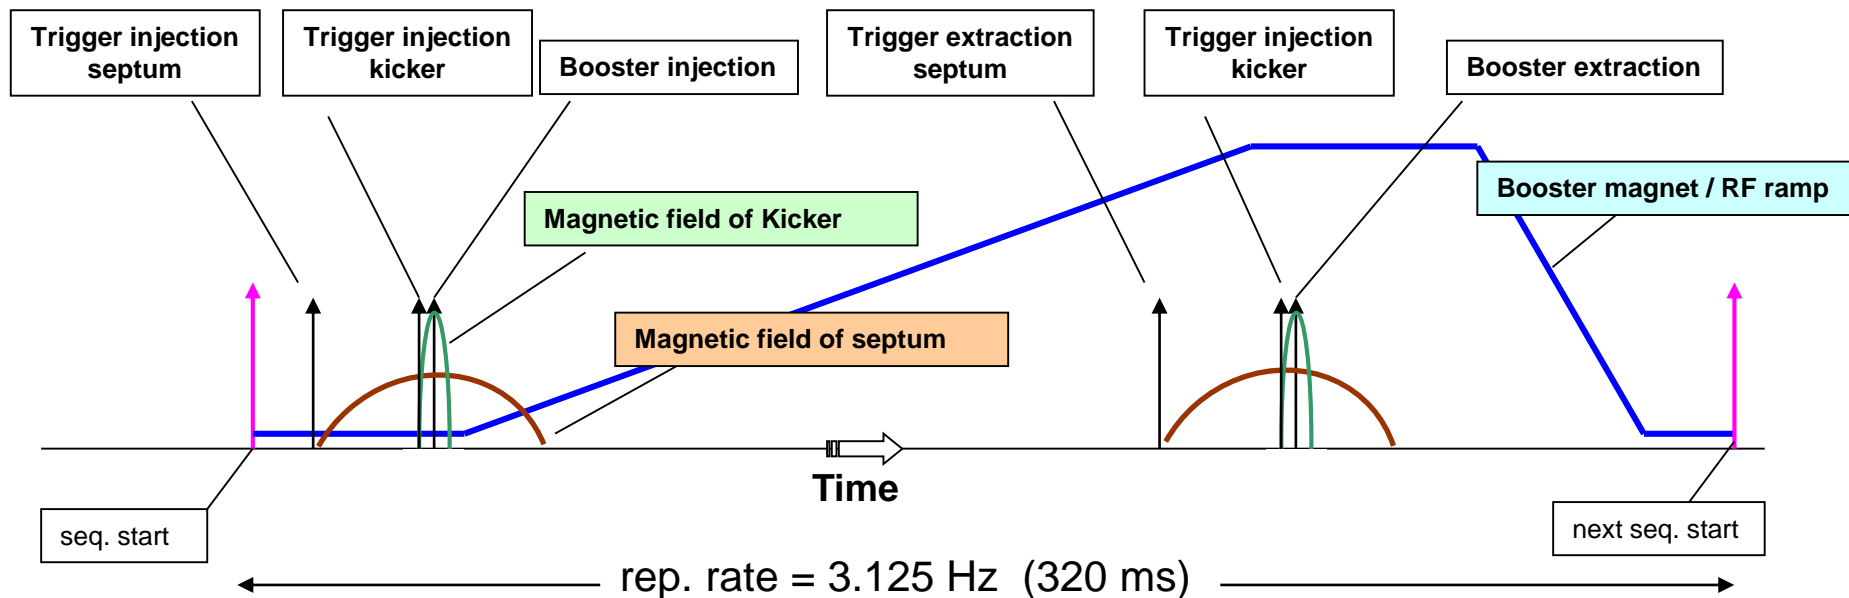 Trigger injection
septum
Trigger injection
kicker
Booster injection
Trigger extraction
septum
Trigger injection
kicker
Booster extraction
Booster magnet / RF ramp
Magnetic field of Kicker
Magnetic field of septum
Time
seq. start
next seq. start
rep. rate = 3.125 Hz (320 ms)